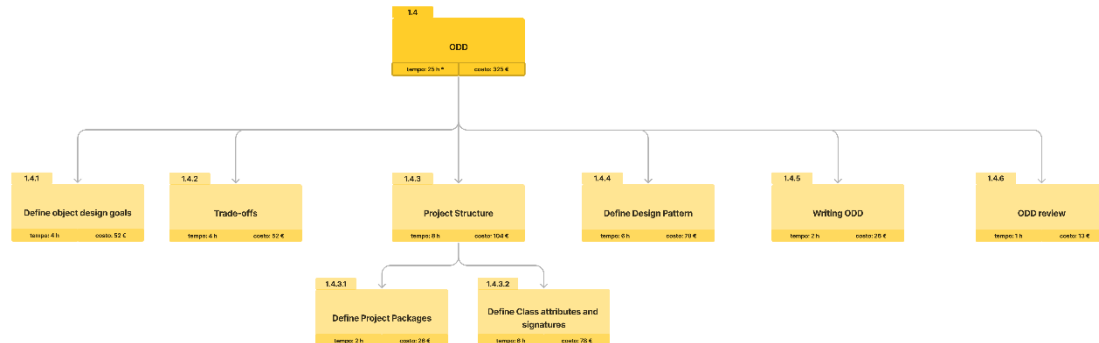 1.4
ODD
tempo: 25 h * costo: 325 €
1.4.1
Define object design goals
tempo: 4 h costo: 52 €
1.4.2
Trade-offs
tempo: 4 h costo: 52 €
1.4.3
Project Structure
tempo: 8 h costo: 104 €
1.4.4
Define Design Pattern
tempo: 6 h costo: 78 €
1.4.5
Writing ODD
tempo: 2 h costo: 26 €
1.4.6
ODD review
tempo: 1 h costo: 13 €
1.4.3.1
Define Project Packages
tempo: 2 h costo: 26 €
1.4.3.2
Define Class attributes and
signatures
tempo: 6 h costo: 78 €